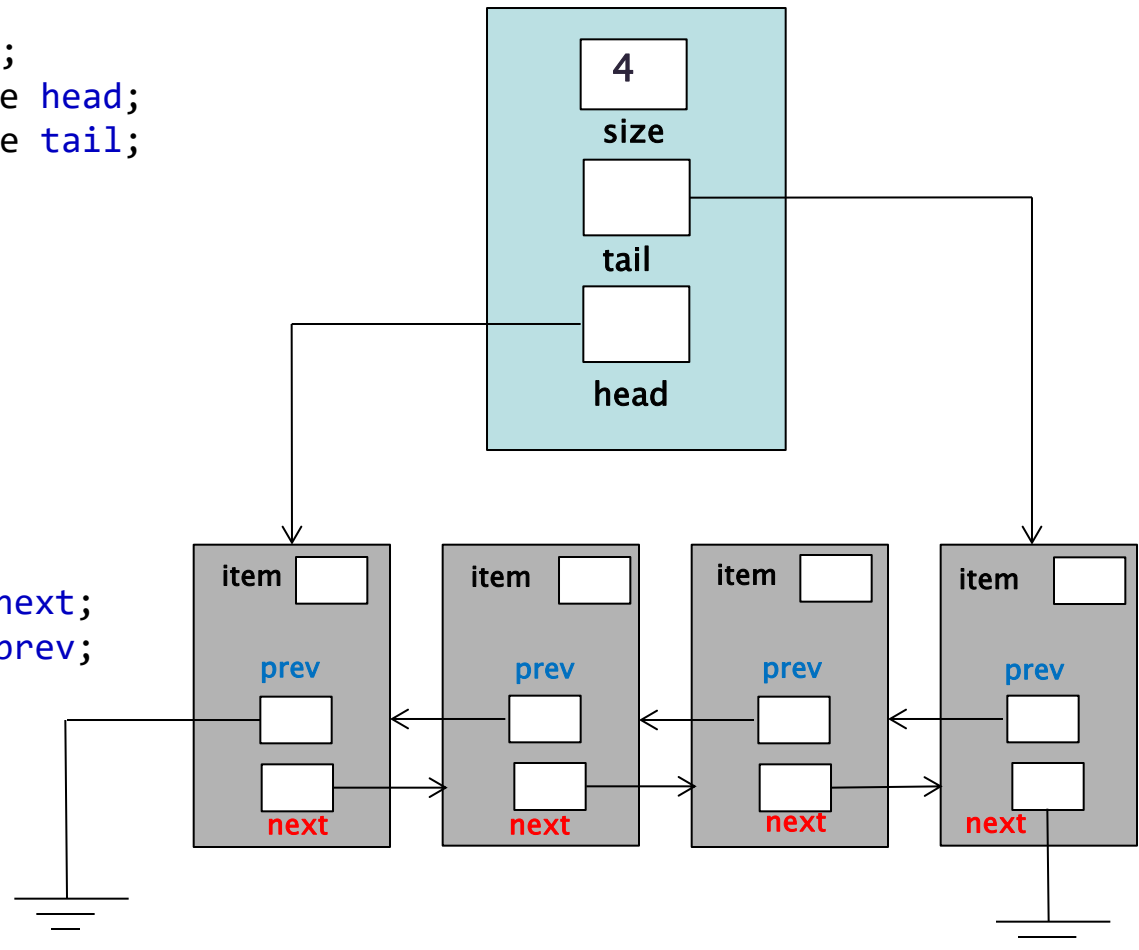 ;
e head;
e tail;
4
size
tail
head
item item item item
next;
prev;
prev prev prev prev
next next next next